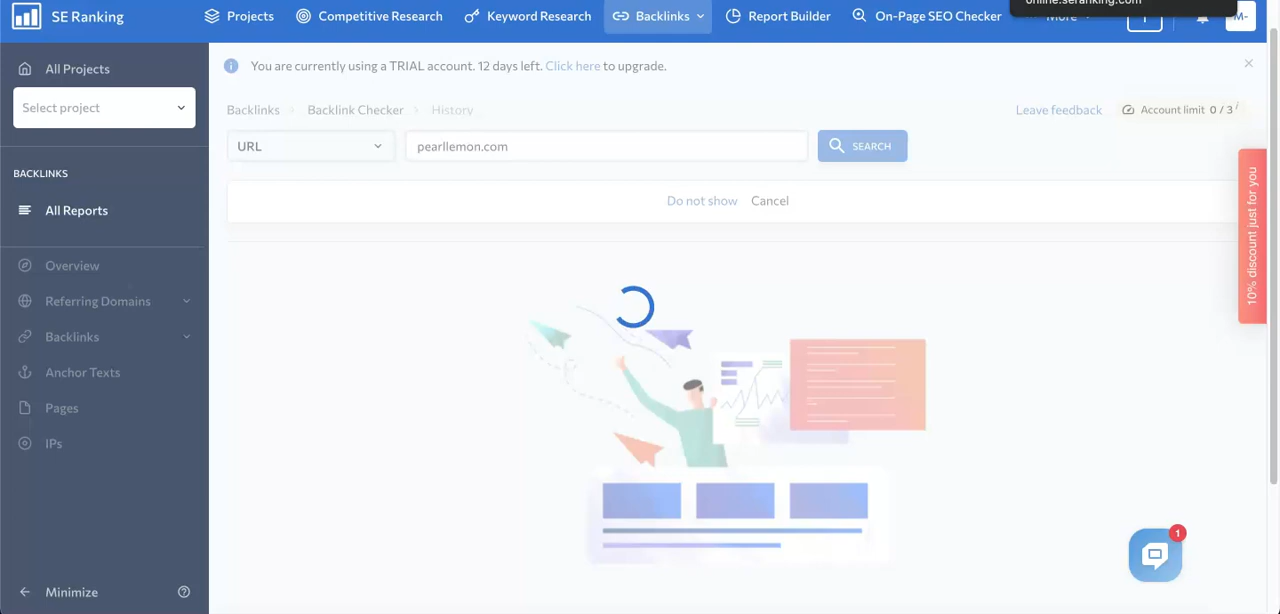 online.seranking.com
SE Ranking
Projects
Competitive Research
Keyword Research
Backlinks
Report Builder
On-Page SEO Checker
More
M-
All Projects
Select project
BACKLINKS
All Reports
Overview
Referring Domains
Backlinks
Anchor Texts
Pages
IPs
Minimize
You are currently using a TRIAL account. 12 days left. Click here to upgrade.
Backlinks
Backlink Checker
History
Leave feedback
Account limit 0 / 3 i
URL
pearllemon.com
SEARCH
Do not show
Cancel
10% discount just for you
1